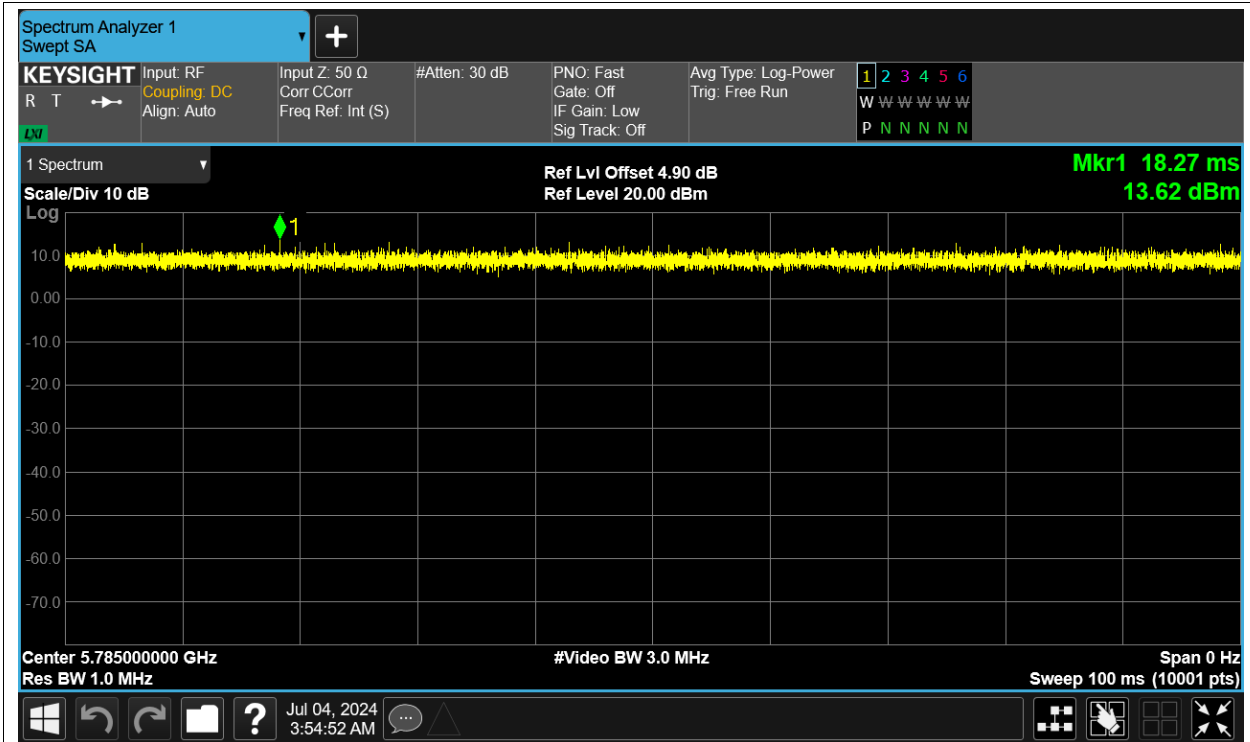 Spectrum Analyzer 1
Swept SA
KEYSIGHT
R T
LXI
Input: RF
Coupling: DC
Align: Auto
Input Z: 50 Ω
Corr CCorr
Freq Ref: Int (S)
#Atten: 30 dB
PNO: Fast
Gate: Off
IF Gain: Low
Sig Track: Off
Avg Type: Log-Power
Trig: Free Run
1 2 3 4 5 6
W W W W W W
P N N N N N
1 Spectrum
Scale/Div 10 dB
Ref Lvl Offset 4.90 dB
Ref Level 20.00 dBm
Mkr1 18.27 ms
13.62 dBm
Log
1
10.0
0.00
-10.0
-20.0
-30.0
-40.0
-50.0
-60.0
-70.0
Center 5.785000000 GHz
#Video BW 3.0 MHz
Span 0 Hz
Res BW 1.0 MHz
Sweep 100 ms (10001 pts)
?
Jul 04, 2024
3:54:52 AM